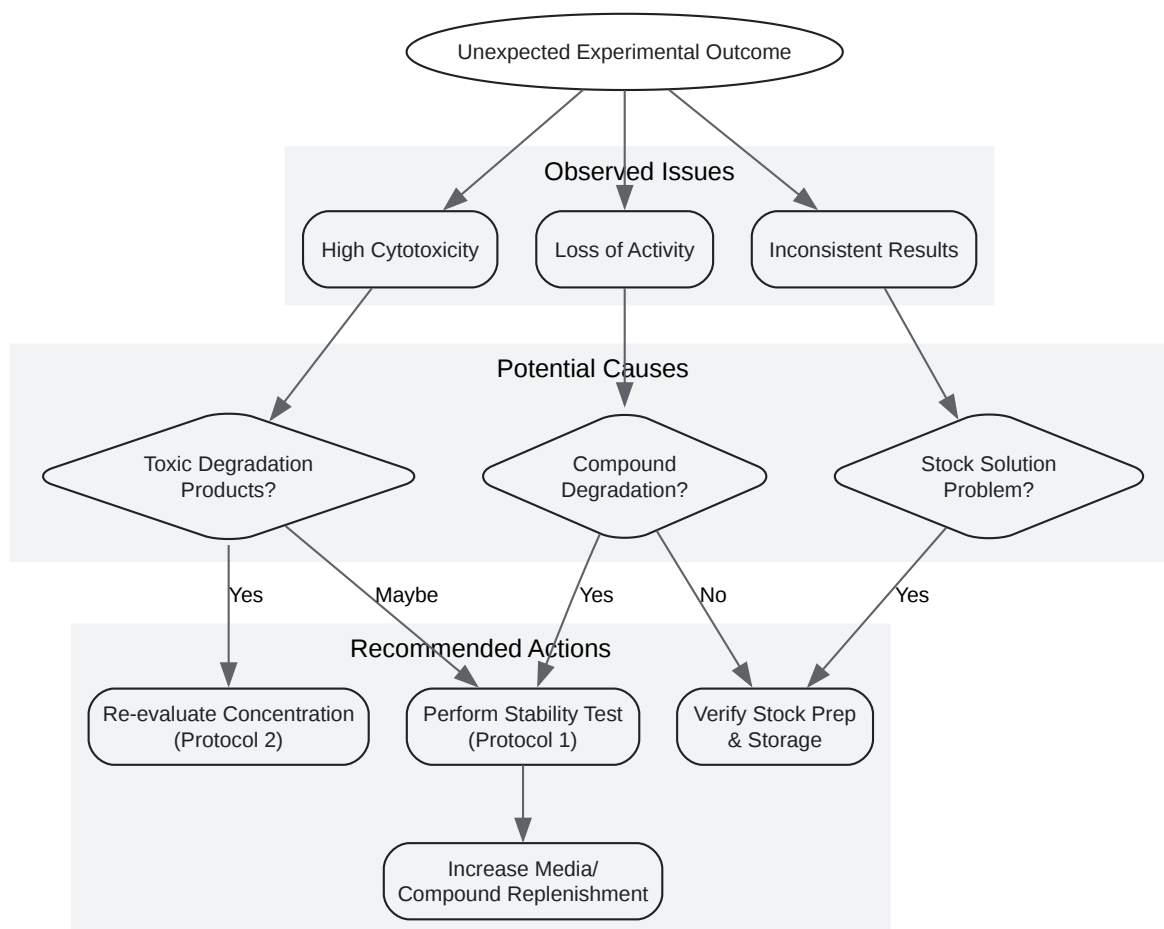 Unexpected Experimental Outcome
Observed Issues
High Cytotoxicity
Loss of Activity
Inconsistent Results
Potential Causes
Toxic Degradation
Products?
Compound
Degradation?
Stock Solution
Problem?
Yes
Maybe
Yes
No
Yes
Recommended Actions
Re-evaluate Concentration
(Protocol 2)
Perform Stability Test
(Protocol 1)
Verify Stock Prep
& Storage
Increase Media/
Compound Replenishment